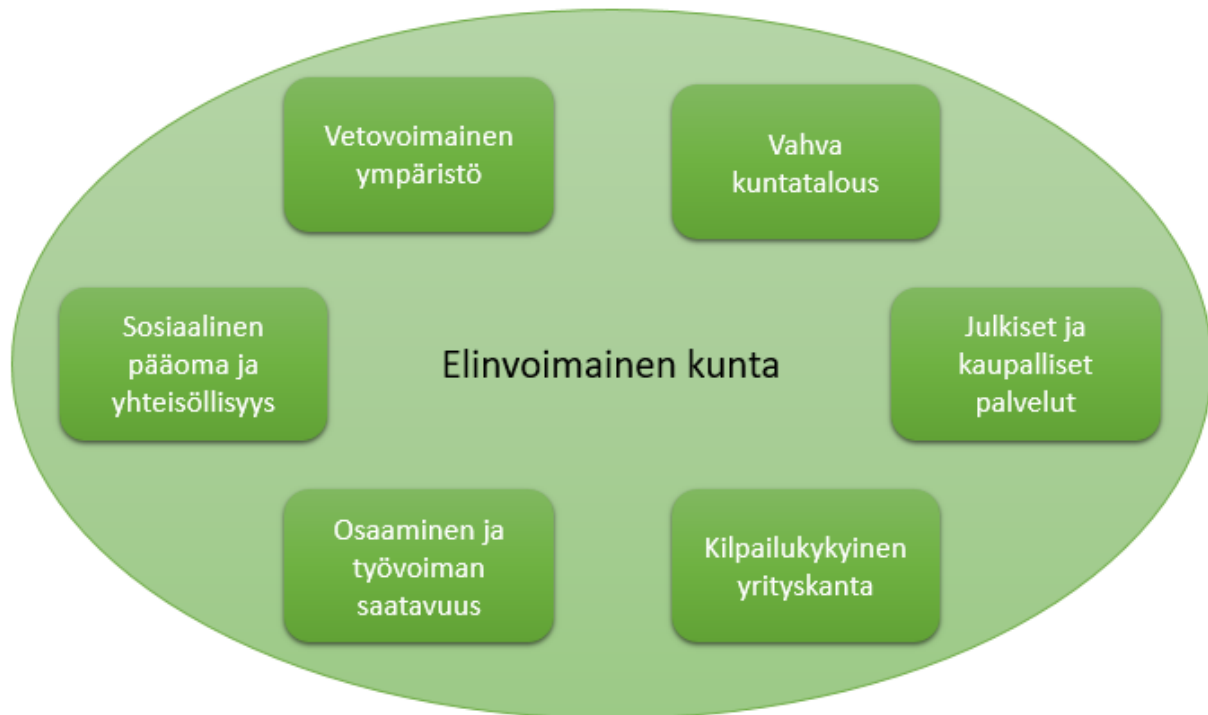 Vetovoimainen
ympäristö
Vahva
kuntatalous
Sosiaalinen
pääoma ja
yhteisöllisyys
Elinvoimainen kunta
Julkiset ja
kaupalliset
palvelut
Osaaminen ja
työvoiman
saatavuus
Kilpailukykyinen
yrityskanta